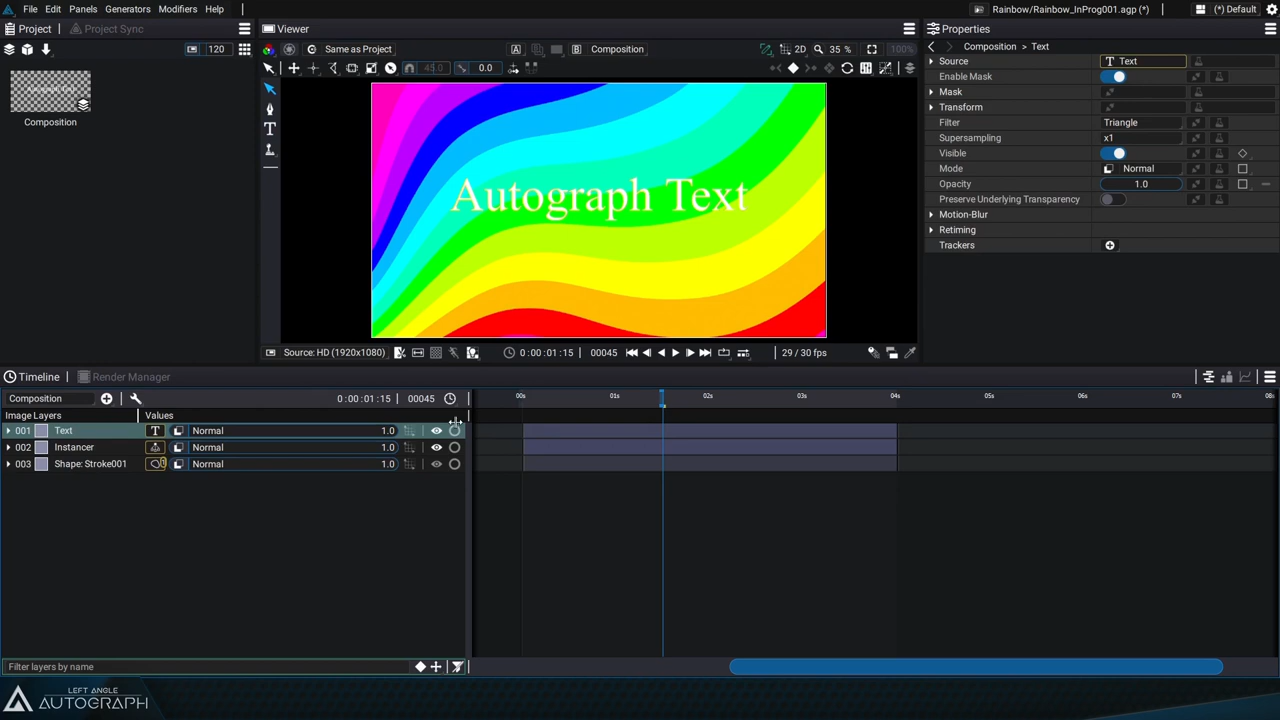 File Edit Panels Generators Modifiers Help
Rainbow/Rainbow_InProg001.agp (*)
(*) Default
Project
Project Sync
Viewer
Properties
120
Same as Project
A
B
Composition
2D
35 %
100%
Composition > Text
45.0
0.0
Source
Text
Enable Mask
Mask
Transform
Filter
Triangle
Supersampling
x1
Visible
Mode
Normal
Opacity
1.0
Preserve Underlying Transparency
Motion-Blur
Retiming
Trackers
Composition
Autograph Text
Source: HD (1920x1080)
0:00:01:15
00045
29 / 30 fps
Timeline
Render Manager
Composition
0:00:01:15
00045
00s 01s 02s 03s 04s 05s 06s 07s
Image Layers
Values
001 Text T Normal 1.0
002 Instancer Normal 1.0
003 Shape: Stroke001 Normal 1.0
Filter layers by name
LEFT ANGLE
AUTOGRAPH